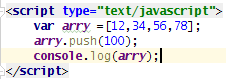 <script type="text/javascript">
var arry =[12,34,56,78];
arry.push(100);
console.log(arry);
</script>